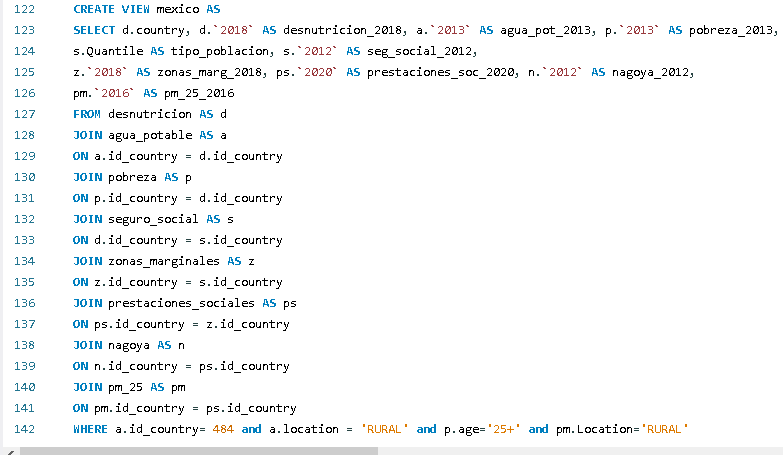 122 CREATE VIEW mexico AS
123 SELECT d.country, d.`2018` AS desnutricion_2018, a.`2013` AS agua_pot_2013, p.`2013` AS pobreza_2013,
124 s.Quantile AS tipo_poblacion, s.`2012` AS seg_social_2012,
125 z.`2018` AS zonas_marg_2018, ps.`2020` AS prestaciones_soc_2020, n.`2012` AS nagoya_2012,
126 pm.`2016` AS pm_25_2016
127 FROM desnutricion AS d
128 JOIN agua_potable AS a
129 ON a.id_country = d.id_country
130 JOIN pobreza AS p
131 ON p.id_country = d.id_country
132 JOIN seguro_social AS s
133 ON d.id_country = s.id_country
134 JOIN zonas_marginales AS z
135 ON z.id_country = s.id_country
136 JOIN prestaciones_sociales AS ps
137 ON ps.id_country = z.id_country
138 JOIN nagoya AS n
139 ON n.id_country = ps.id_country
140 JOIN pm_25 AS pm
141 ON pm.id_country = ps.id_country
142 WHERE a.id_country= 484 and a.location = 'RURAL' and p.age='25+' and pm.Location='RURAL'